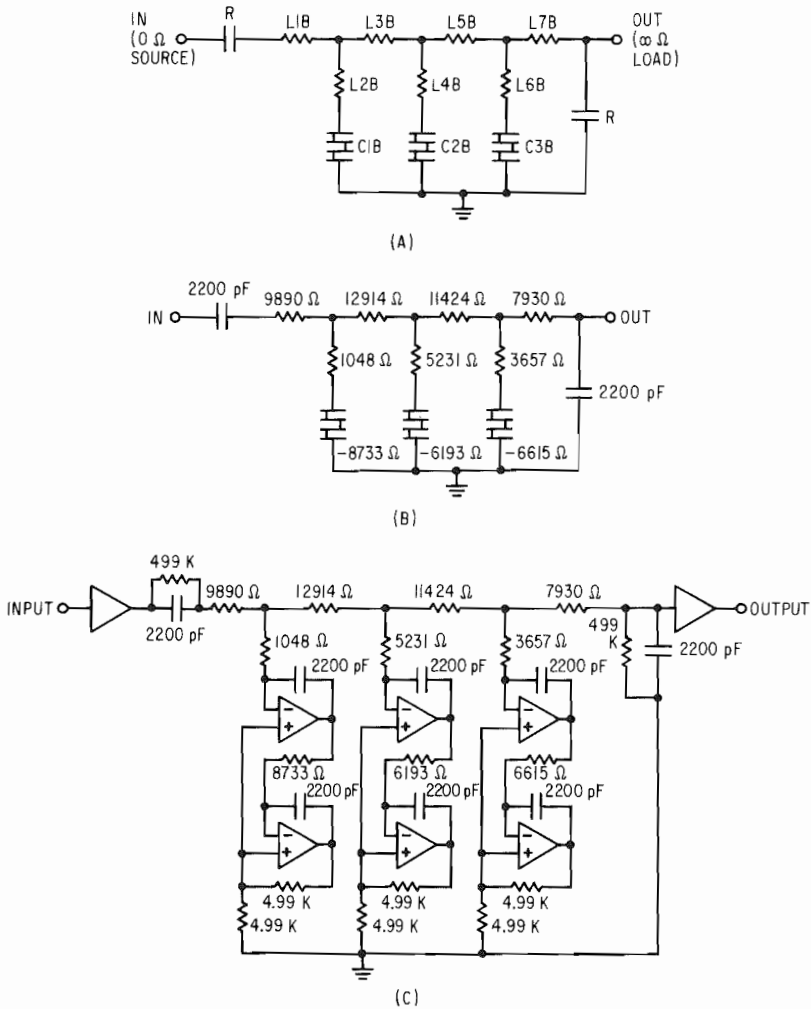 IN
(0 Ω
SOURCE)
R
L1B
L3B
L5B
L7B
OUT
(∞ Ω
LOAD)
L2B
L4B
L6B
C1B
C2B
C3B
R
(A)
2200 pF
9890 Ω
12914 Ω
11424 Ω
7930 Ω
IN
OUT
1048 Ω
5231 Ω
3657 Ω
2200 pF
-8733 Ω
-6193 Ω
-6615 Ω
(B)
499 K
9890 Ω
12914 Ω
11424 Ω
7930 Ω
INPUT
OUTPUT
2200 pF
499
K
2200 pF
1048 Ω
5231 Ω
3657 Ω
2200 pF
2200 pF
2200 pF
-
+
-
+
-
+
8733 Ω
6193 Ω
6615 Ω
2200 pF
2200 pF
2200 pF
-
+
-
+
-
+
4.99 K
4.99 K
4.99 K
4.99 K
4.99 K
4.99 K
(C)